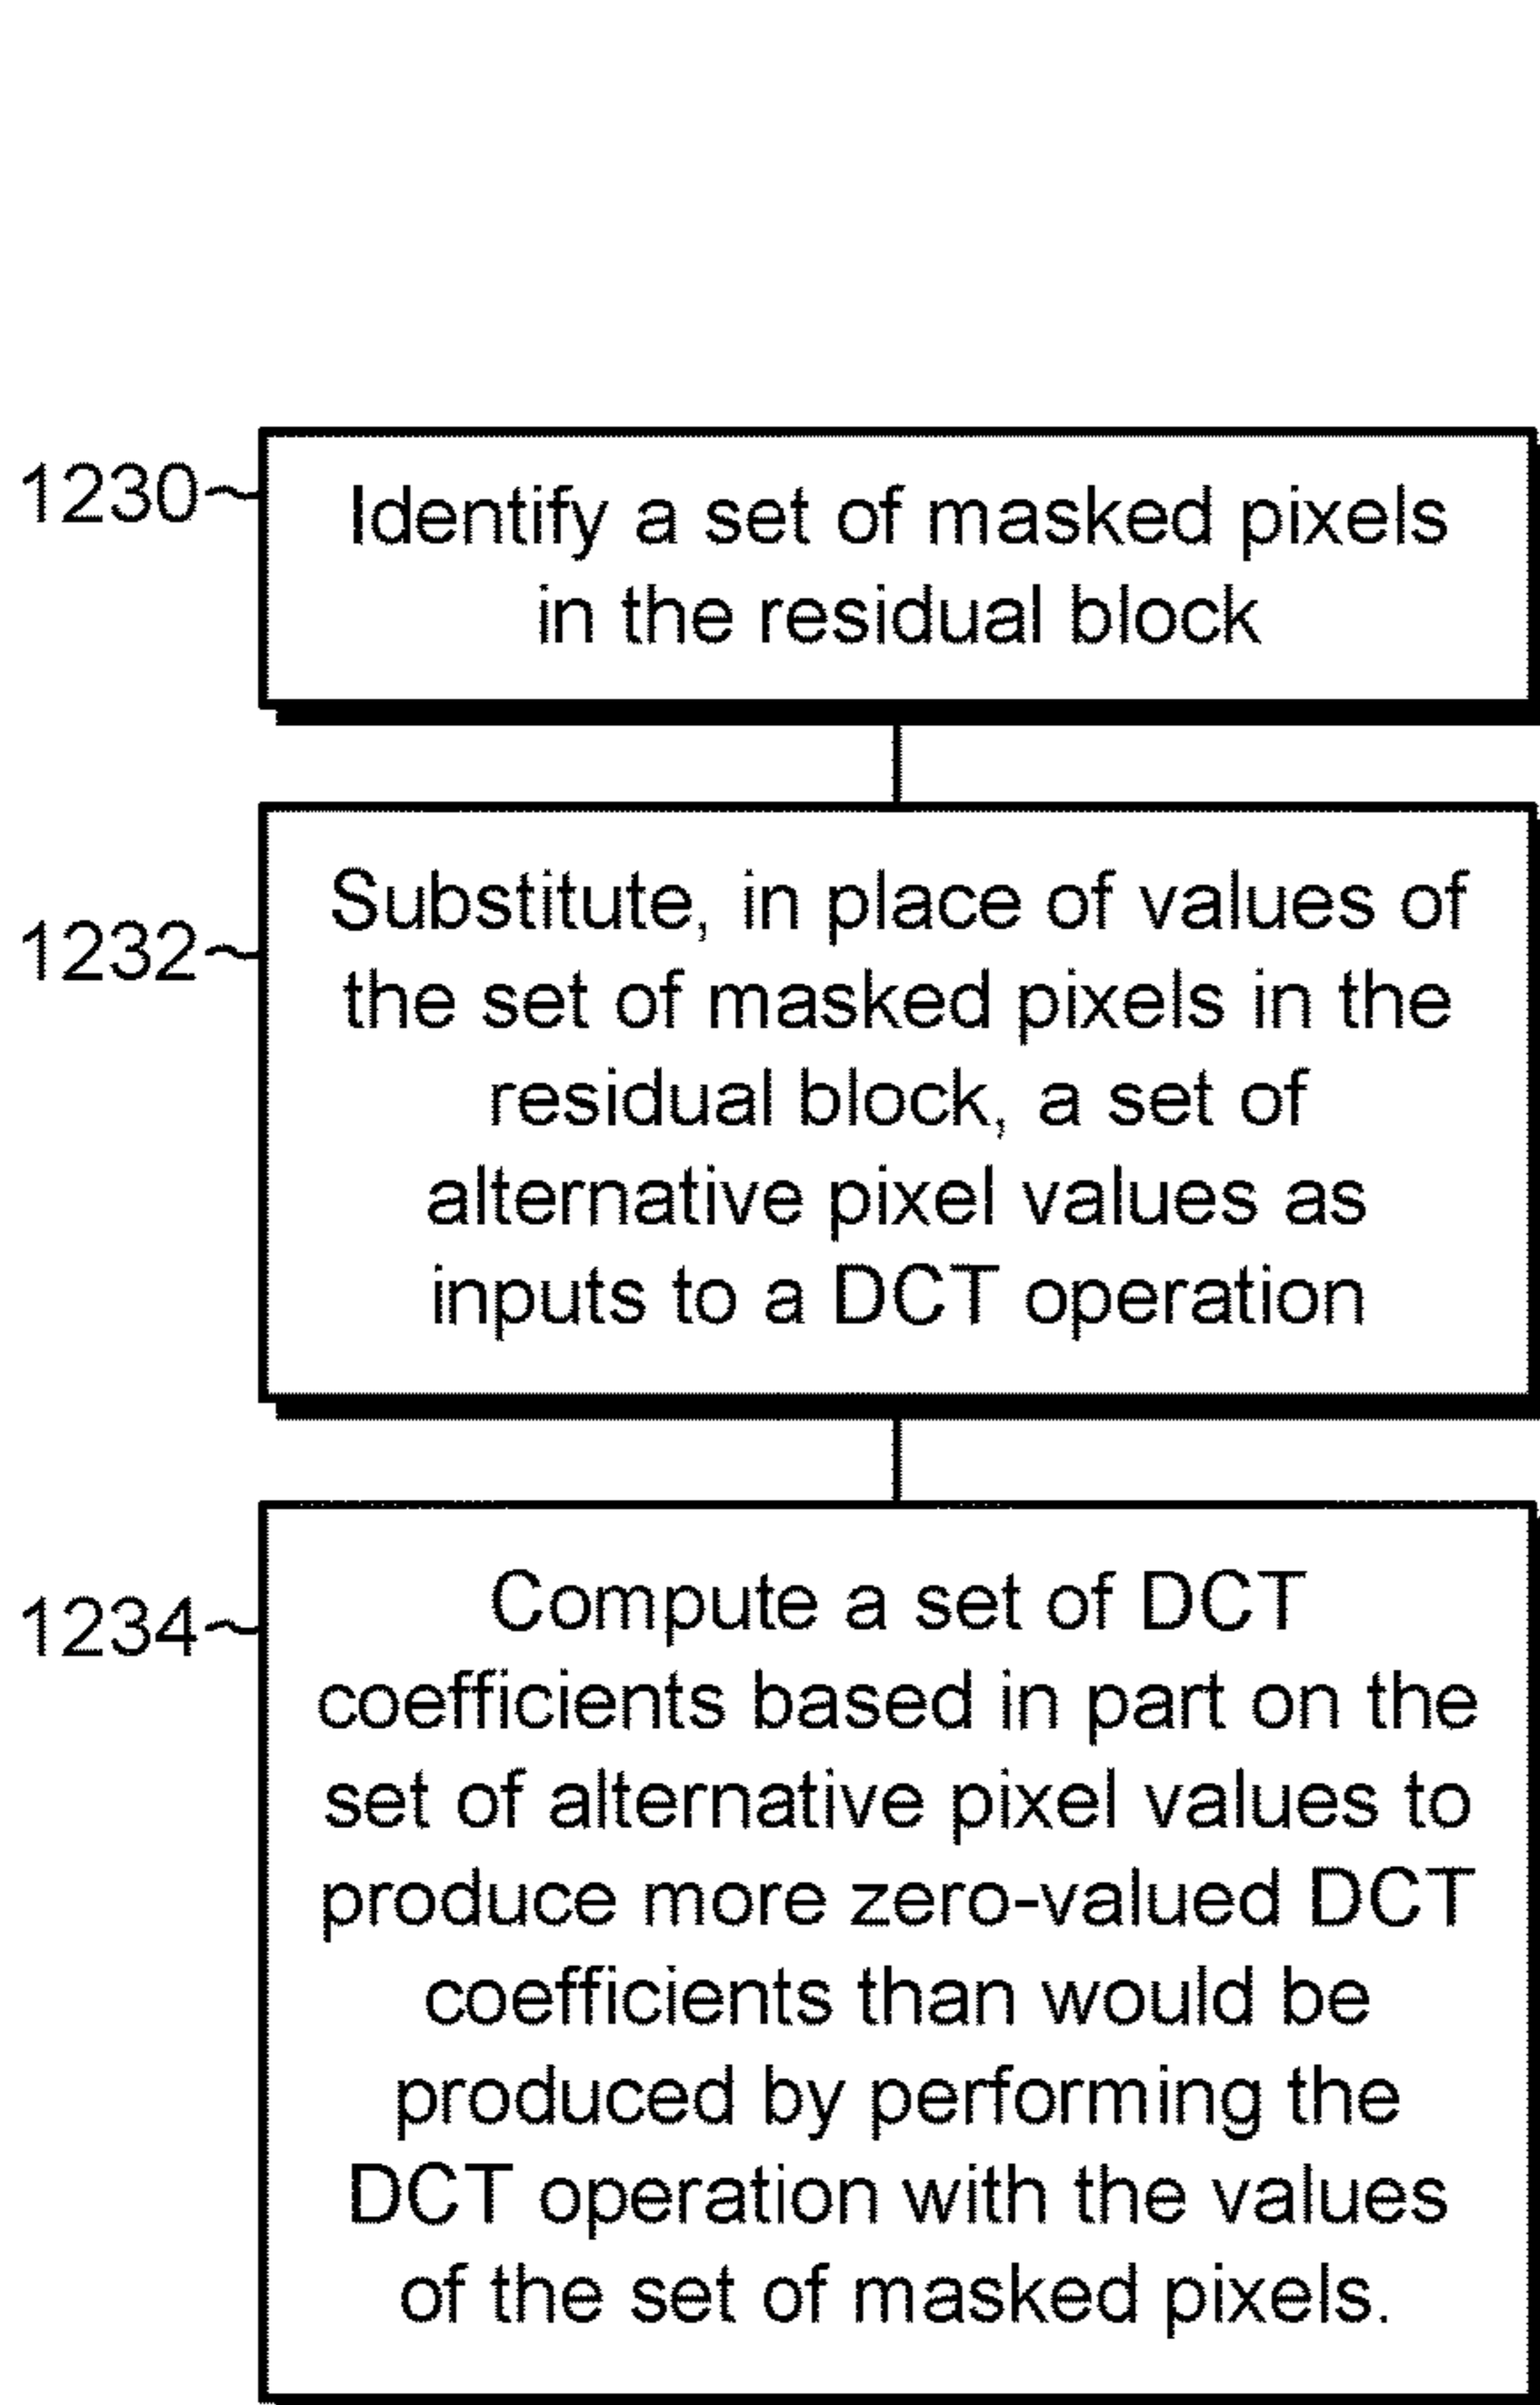 1230
Identify a set of masked pixels
in the residual block
1232
Substitute, in place of values of
the set of masked pixels in the
residual block, a set of
alternative pixel values as
inputs to a DCT operation
1234
Compute a set of DCT
coefficients based in part on the
set of alternative pixel values to
produce more zero-valued DCT
coefficients than would be
produced by performing the
DCT operation with the values
of the set of masked pixels.